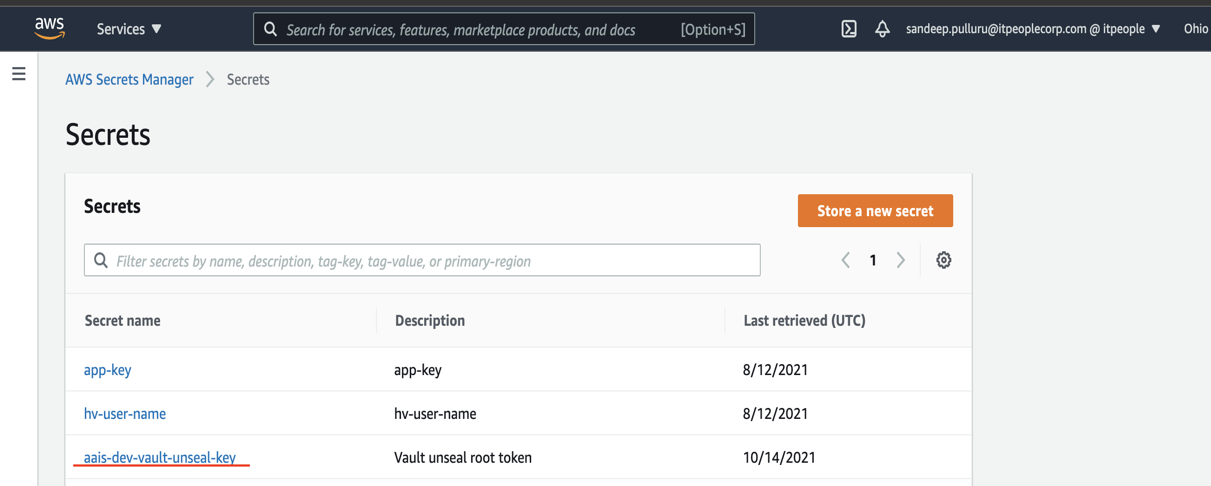 aws Services ▼ Search for services, features, marketplace products, and docs [Option+S] sandeep.pulluru@itpeoplecorp.com @ itpeople ▼ Ohio
AWS Secrets Manager > Secrets
Secrets
Secrets
Store a new secret
Filter secrets by name, description, tag-key, tag-value, or primary-region < 1 >
Secret name Description Last retrieved (UTC)
app-key app-key 8/12/2021
hv-user-name hv-user-name 8/12/2021
aais-dev-vault-unseal-key Vault unseal root token 10/14/2021